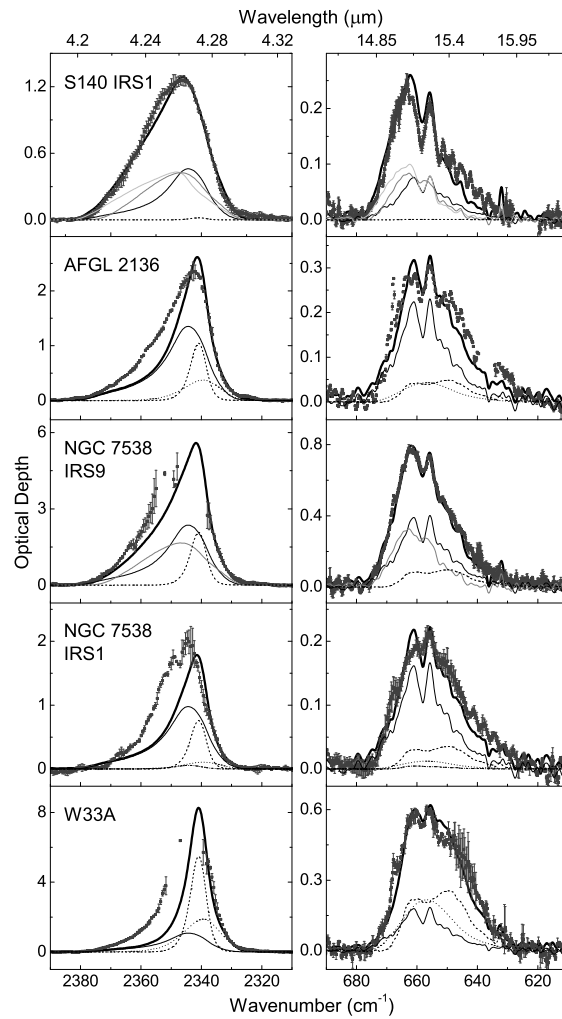 Wavelength (μm)
4.2 4.24 4.28 4.32 14.85 15.4 15.95
S140 IRS1
1.2
0.6
0.0
0.2
0.1
0.0
AFGL 2136
2
1
0
0.3
0.2
0.1
0.0
NGC 7538
IRS9
6
3
0
0.8
0.4
0.0
NGC 7538
IRS1
2
1
0
0.2
0.1
0.0
W33A
8
4
0
0.6
0.3
0.0
Optical Depth
2380 2360 2340 2320 680 660 640 620
Wavenumber (cm⁻¹)